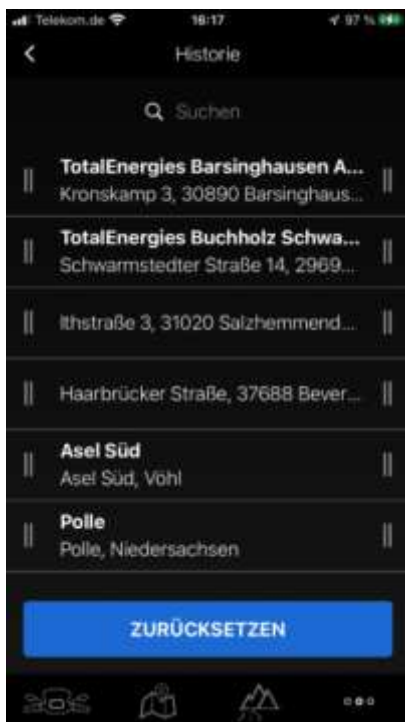 Telekom.de 16:17 97 %
Historie
Suchen
TotalEnergies Barsinghausen A...
Kronskamp 3, 30890 Barsinghaus...
TotalEnergies Buchholz Schwa...
Schwarmstedter Straße 14, 2969...
Ithstraße 3, 31020 Salzhemmend...
Haarbrücker Straße, 37688 Bever...
Asel Süd
Asel Süd, Vöhl
Polle
Polle, Niedersachsen
ZURÜCKSETZEN